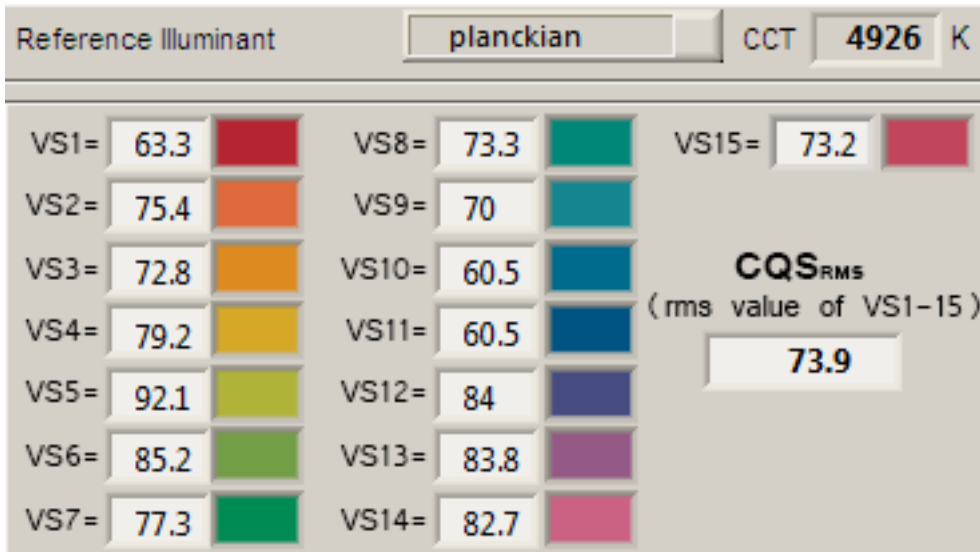 Reference Illuminant planckian CCT 4926 K
VS1= 63.3 VS8= 73.3 VS15= 73.2
VS2= 75.4 VS9= 70
VS3= 72.8 VS10= 60.5 CQSRMS
(rms value of VS1-15)
VS4= 79.2 VS11= 60.5
73.9
VS5= 92.1 VS12= 84
VS6= 85.2 VS13= 83.8
VS7= 77.3 VS14= 82.7